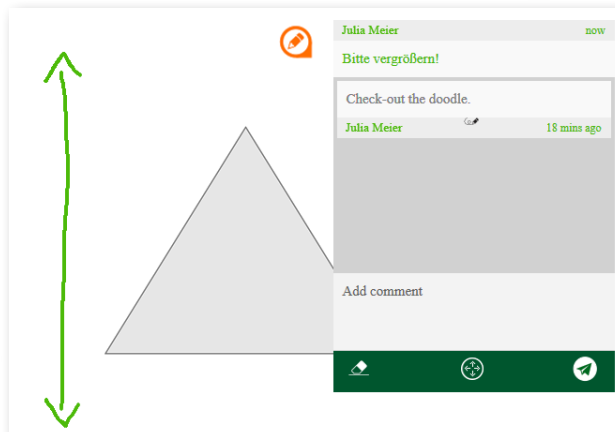 Julia Meier now
Bitte vergrößern!
Check-out the doodle.
Julia Meier 18 mins ago
Add comment